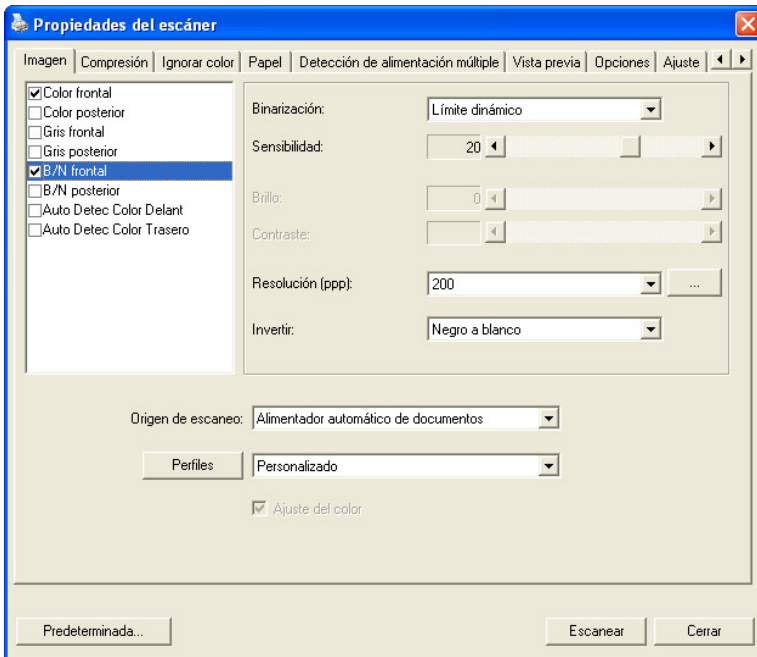 Propiedades del escáner
Imagen Compresión Ignorar color Papel Detección de alimentación múltiple Vista previa Opciones Ajuste
Color frontal
Color posterior
Gris frontal
Gris posterior
B/N frontal
B/N posterior
Auto Detec Color Delant
Auto Detec Color Trasero
Binarización: Límite dinámico
Sensibilidad: 20
Brillo: 0
Contraste:
Resolución (ppp): 200 ...
Invertir: Negro a blanco
Origen de escaneo: Alimentador automático de documentos
Perfiles Personalizado
Ajuste del color
Predeterminada... Escanear Cerrar